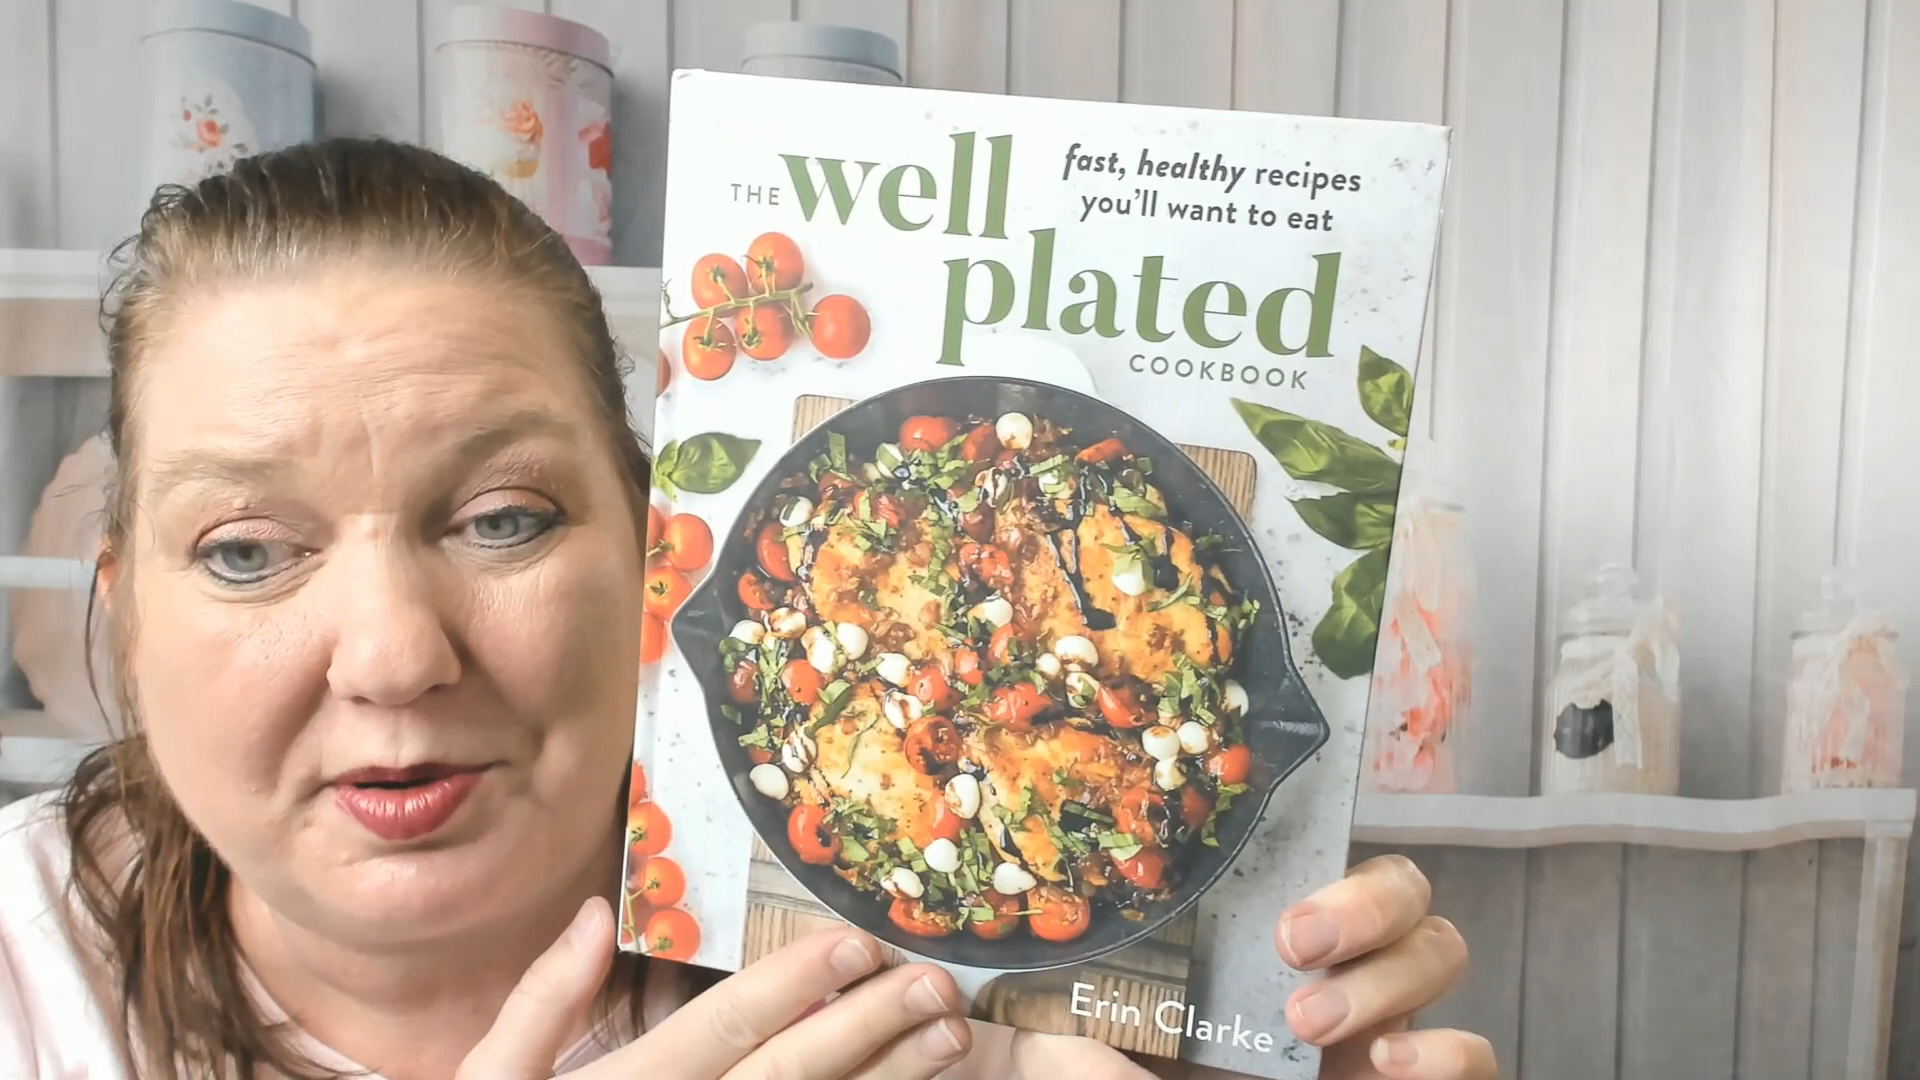 THE well
plated
COOKBOOK
fast, healthy recipes
you'll want to eat
Erin Clarke